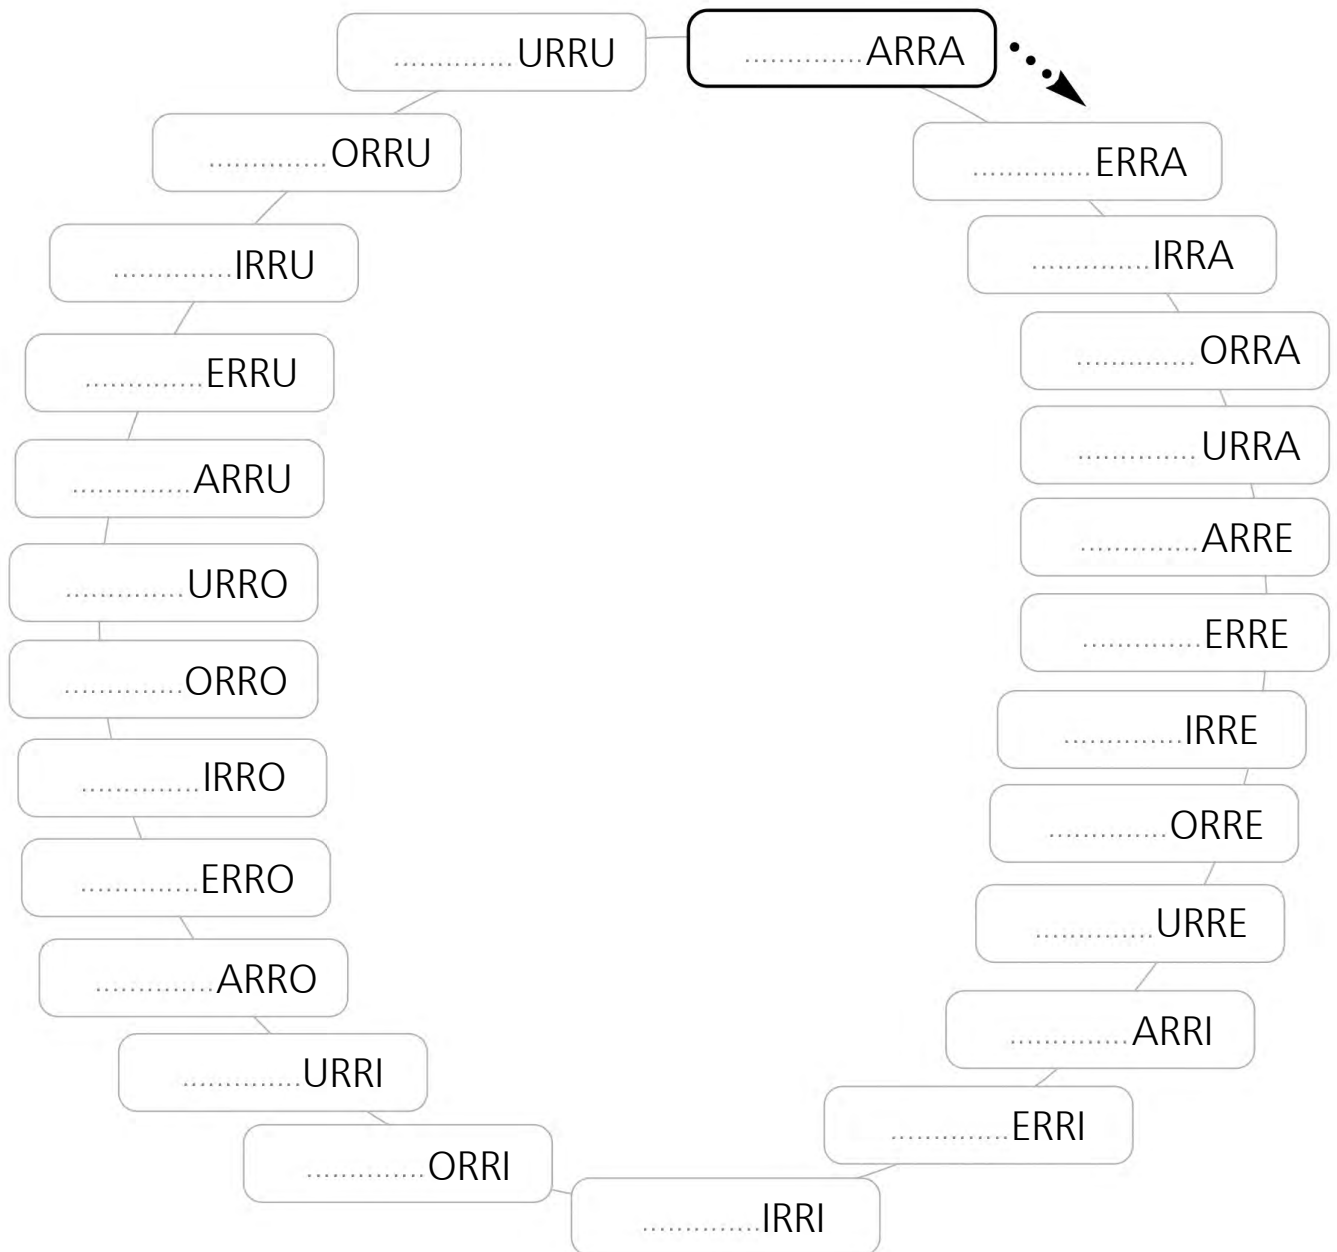 ..............ARRA
..............ERRA
..............IRRA
..............ORRA
..............URRA
..............ARRE
..............ERRE
..............IRRE
..............ORRE
..............URRE
..............ARRI
..............ERRI
..............IRRI
..............ORRI
..............URRI
..............ARRO
..............ERRO
..............IRRO
..............ORRO
..............URRO
..............ARRU
..............ERRU
..............IRRU
..............ORRU
..............URRU